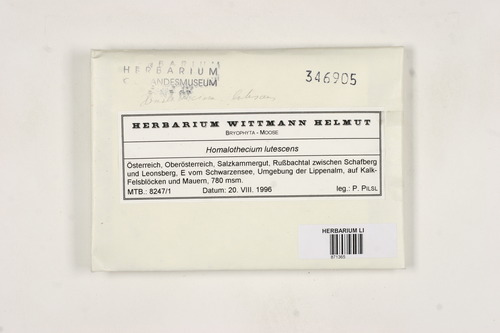 HERBARIUM
LANDESMUSEUM
346905
HERBARIUM WITTMANN HELMUT
BRYOPHYTA - MOOSE
Homalothecium lutescens
Österreich, Oberösterreich, Salzkammergut, Rußbachtal zwischen Schafberg
und Leonsberg, E vom Schwarzensee, Umgebung der Lippenalm, auf Kalk-
Felsblöcken und Mauern, 780 msm.
MTB.: 8247/1 Datum: 20. VIII. 1996 leg.: P. PILSL
HERBARIUM LI
871365